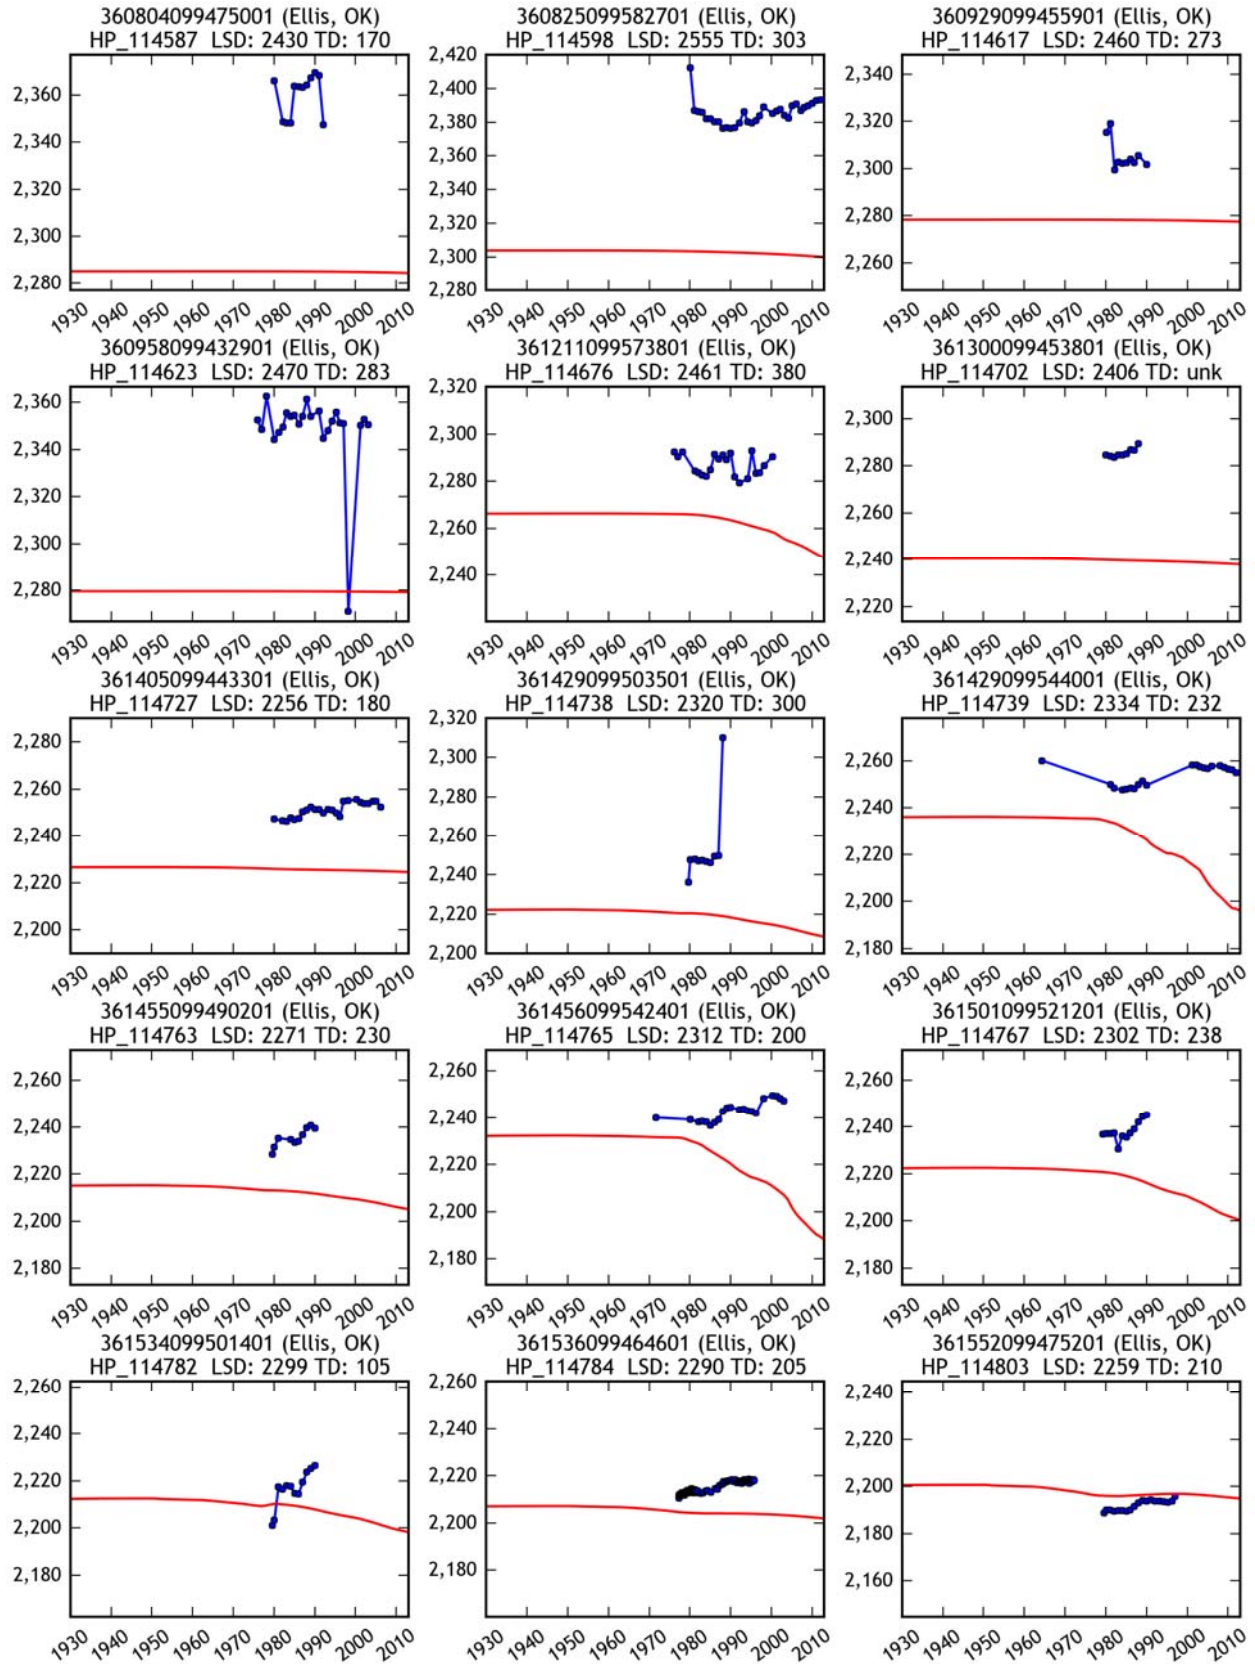 360804099475001 (Ellis, OK)
HP_114587 LSD: 2430 TD: 170
2,360
2,340
2,320
2,300
2,280
1930 1940 1950 1960 1970 1980 1990 2000 2010
360825099582701 (Ellis, OK)
HP_114598 LSD: 2555 TD: 303
2,420
2,400
2,380
2,360
2,340
2,320
2,300
2,280
1930 1940 1950 1960 1970 1980 1990 2000 2010
360929099455901 (Ellis, OK)
HP_114617 LSD: 2460 TD: 273
2,340
2,320
2,300
2,280
2,260
1930 1940 1950 1960 1970 1980 1990 2000 2010
360958099432901 (Ellis, OK)
HP_114623 LSD: 2470 TD: 283
2,360
2,340
2,320
2,300
2,280
1930 1940 1950 1960 1970 1980 1990 2000 2010
361211099573801 (Ellis, OK)
HP_114676 LSD: 2461 TD: 380
2,320
2,300
2,280
2,260
2,240
1930 1940 1950 1960 1970 1980 1990 2000 2010
361300099453801 (Ellis, OK)
HP_114702 LSD: 2406 TD: unk
2,300
2,280
2,260
2,240
2,220
1930 1940 1950 1960 1970 1980 1990 2000 2010
361405099443301 (Ellis, OK)
HP_114727 LSD: 2256 TD: 180
2,280
2,260
2,240
2,220
2,200
1930 1940 1950 1960 1970 1980 1990 2000 2010
361429099503501 (Ellis, OK)
HP_114738 LSD: 2320 TD: 300
2,320
2,300
2,280
2,260
2,240
2,220
2,200
1930 1940 1950 1960 1970 1980 1990 2000 2010
361429099544001 (Ellis, OK)
HP_114739 LSD: 2334 TD: 232
2,260
2,240
2,220
2,200
2,180
1930 1940 1950 1960 1970 1980 1990 2000 2010
361455099490201 (Ellis, OK)
HP_114763 LSD: 2271 TD: 230
2,260
2,240
2,220
2,200
2,180
1930 1940 1950 1960 1970 1980 1990 2000 2010
361456099542401 (Ellis, OK)
HP_114765 LSD: 2312 TD: 200
2,260
2,240
2,220
2,200
2,180
1930 1940 1950 1960 1970 1980 1990 2000 2010
361501099521201 (Ellis, OK)
HP_114767 LSD: 2302 TD: 238
2,260
2,240
2,220
2,200
2,180
1930 1940 1950 1960 1970 1980 1990 2000 2010
361534099501401 (Ellis, OK)
HP_114782 LSD: 2299 TD: 105
2,260
2,240
2,220
2,200
2,180
1930 1940 1950 1960 1970 1980 1990 2000 2010
361536099464601 (Ellis, OK)
HP_114784 LSD: 2290 TD: 205
2,260
2,240
2,220
2,200
2,180
1930 1940 1950 1960 1970 1980 1990 2000 2010
361552099475201 (Ellis, OK)
HP_114803 LSD: 2259 TD: 210
2,240
2,220
2,200
2,180
2,160
1930 1940 1950 1960 1970 1980 1990 2000 2010